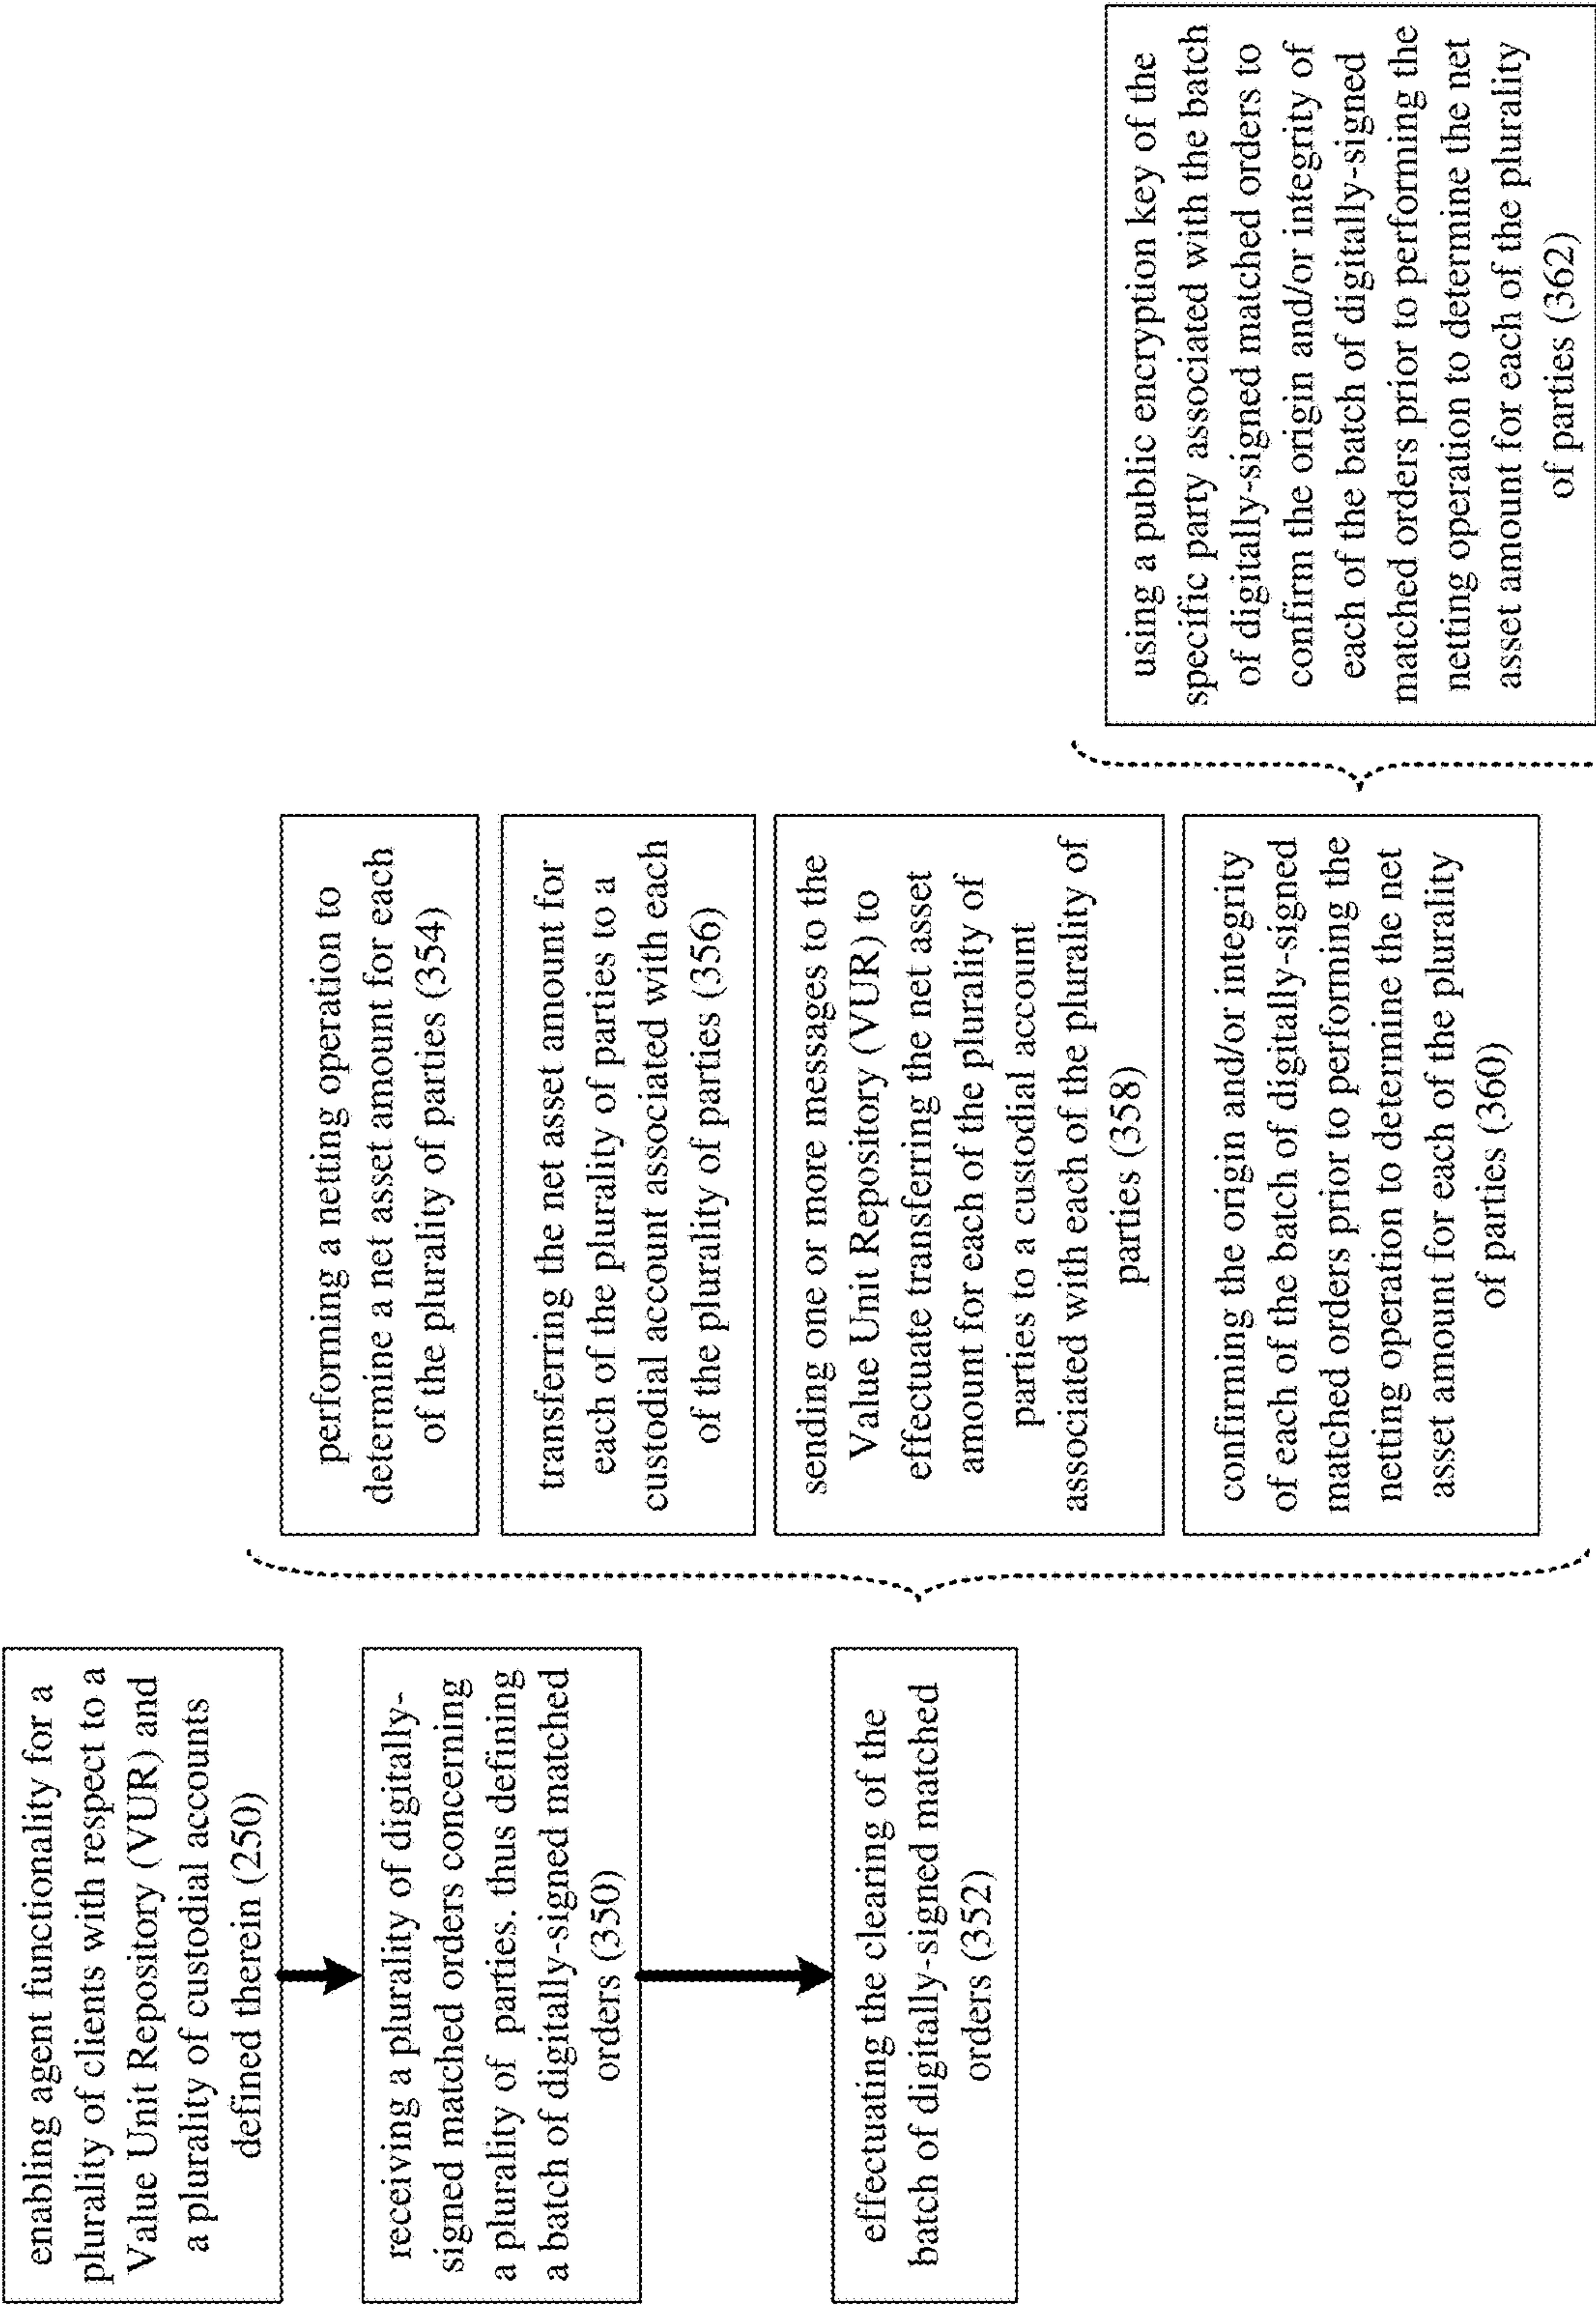 enabling agent functionality for a
plurality of clients with respect to a
Value Unit Repository (VUR) and
a plurality of custodial accounts
defined therein (250)
receiving a plurality of digitally-
signed matched orders concerning
a plurality of parties. thus defining
a batch of digitally-signed matched
orders (350)
effectuating the clearing of the
batch of digitally-signed matched
orders (352)
performing a netting operation to
determine a net asset amount for each
of the plurality of parties (354)
transferring the net asset amount for
each of the plurality of parties to a
custodial account associated with each
of the plurality of parties (356)
sending one or more messages to the
Value Unit Repository (VUR) to
effectuate transferring the net asset
amount for each of the plurality of
parties to a custodial account
associated with each of the plurality of
parties (358)
confirming the origin and/or integrity
of each of the batch of digitally-signed
matched orders prior to performing the
netting operation to determine the net
asset amount for each of the plurality
of parties (360)
using a public encryption key of the
specific party associated with the batch
of digitally-signed matched orders to
confirm the origin and/or integrity of
each of the batch of digitally-signed
matched orders prior to performing the
netting operation to determine the net
asset amount for each of the plurality
of parties (362)